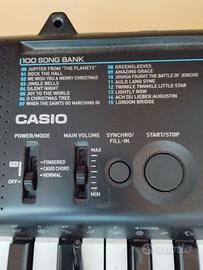 100 SONG BANK
00 JUPITER FROM "THE PLANETS"
01 DECK THE HALL
02 WE WISH YOU A MERRY CHRISTMAS
03 JINGLE BELLS
04 SILENT NIGHT
05 JOY TO THE WORLD
06 O CHRISTMAS TREE
07 WHEN THE SAINTS GO MARCHING IN
08 GREENSLEEVES
09 AMAZING GRACE
10 JOSHUA FOUGHT THE BATTLE OF JERICHO
11 AULD LANG SYNE
12 TWINKLE TWINKLE LITTLE STAR
13 LIGHTLY ROW
14 ACH DU LIEBER AUGUSTIN
15 LONDON BRIDGE
CASIO
POWER/MODE
MAIN VOLUME
SYNCHRO/
FILL-IN
START/STOP
ON
OFF
FINGERED
CASIO CHORD
NORMAL
MAX
MIN